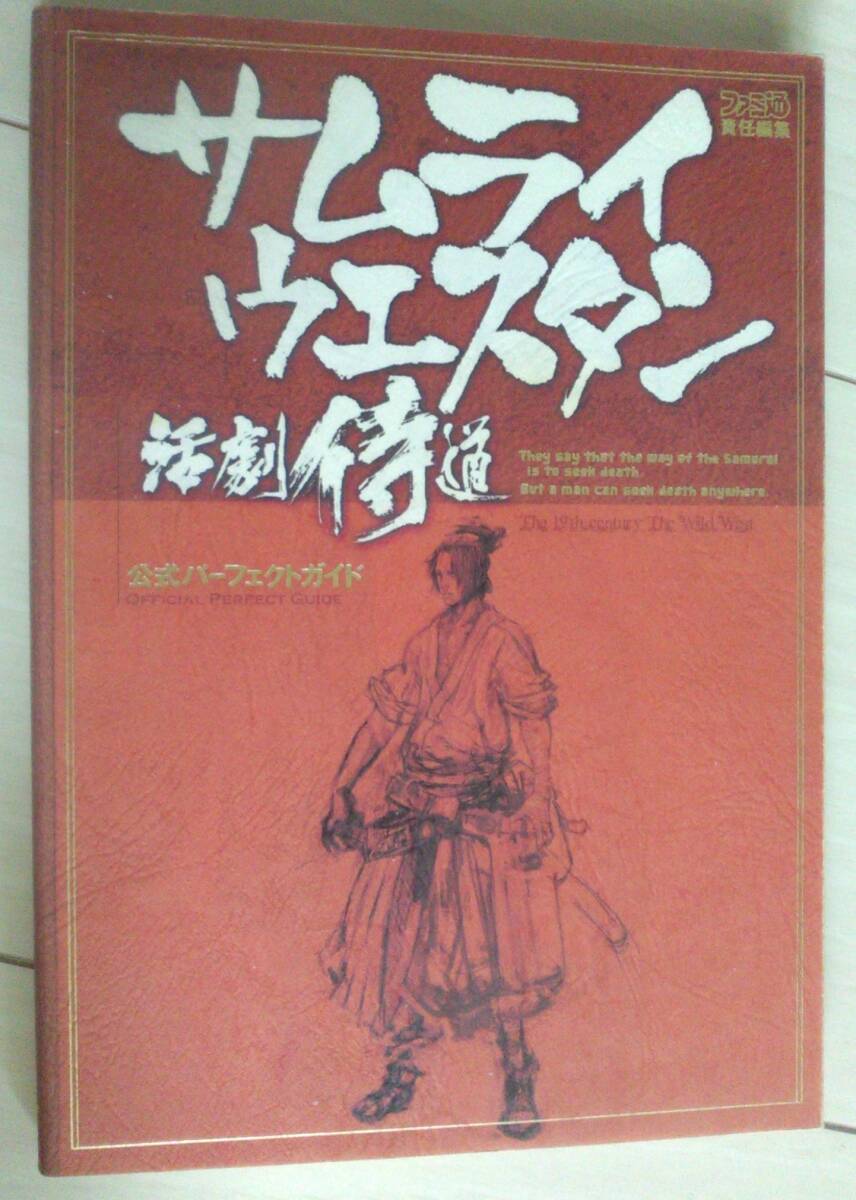 サムライ
ウエスタン
活劇侍道
ファミ通
責任編集
They say that the way of the Samurai
is to seek death.
But a man can seek death anywhere.
The 19th century The Wild West
公式パーフェクトガイド
OFFICIAL PERFECT GUIDE